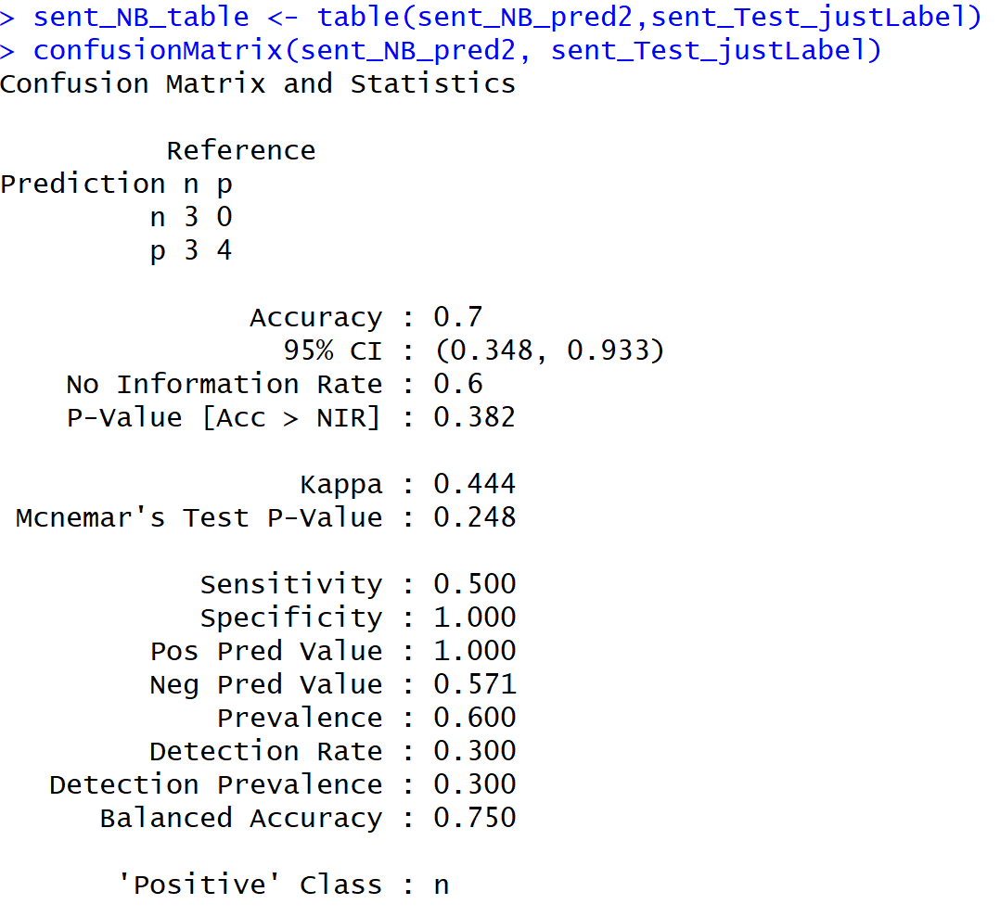 > sent_NB_table <- table(sent_NB_pred2,sent_Test_justLabel)
> confusionMatrix(sent_NB_pred2, sent_Test_justLabel)
Confusion Matrix and Statistics
Reference
Prediction n p
n 3 0
p 3 4
Accuracy : 0.7
95% CI : (0.348, 0.933)
No Information Rate : 0.6
P-Value [Acc > NIR] : 0.382
Kappa : 0.444
Mcnemar's Test P-Value : 0.248
Sensitivity : 0.500
Specificity : 1.000
Pos Pred Value : 1.000
Neg Pred Value : 0.571
Prevalence : 0.600
Detection Rate : 0.300
Detection Prevalence : 0.300
Balanced Accuracy : 0.750
'Positive' Class : n